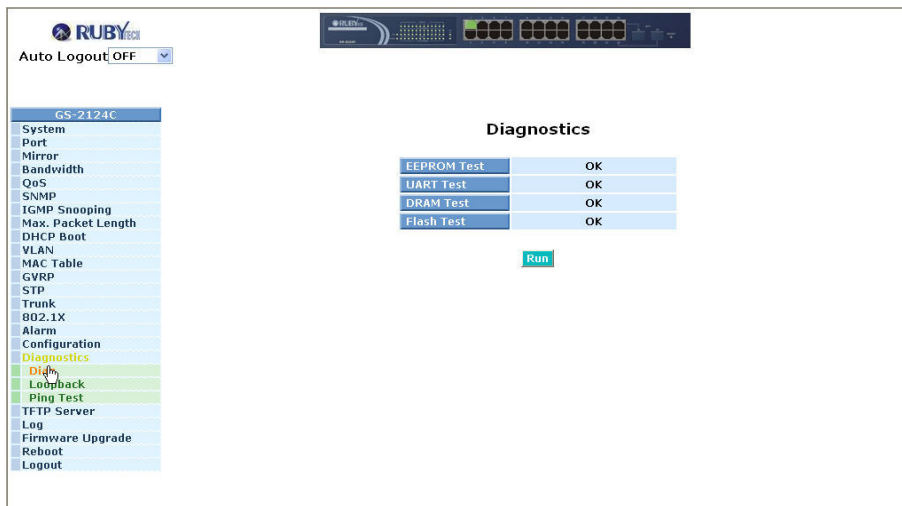 RUBYTECH
Auto Logout OFF
GS-2124C
System
Port
Mirror
Bandwidth
QoS
SNMP
IGMP Snooping
Max. Packet Length
DHCP Boot
VLAN
MAC Table
GVRP
STP
Trunk
802.1X
Alarm
Configuration
Diagnostics
Loopback
Ping Test
TFTP Server
Log
Firmware Upgrade
Reboot
Logout
Diagnostics
EEPROM Test OK
UART Test OK
DRAM Test OK
Flash Test OK
Run